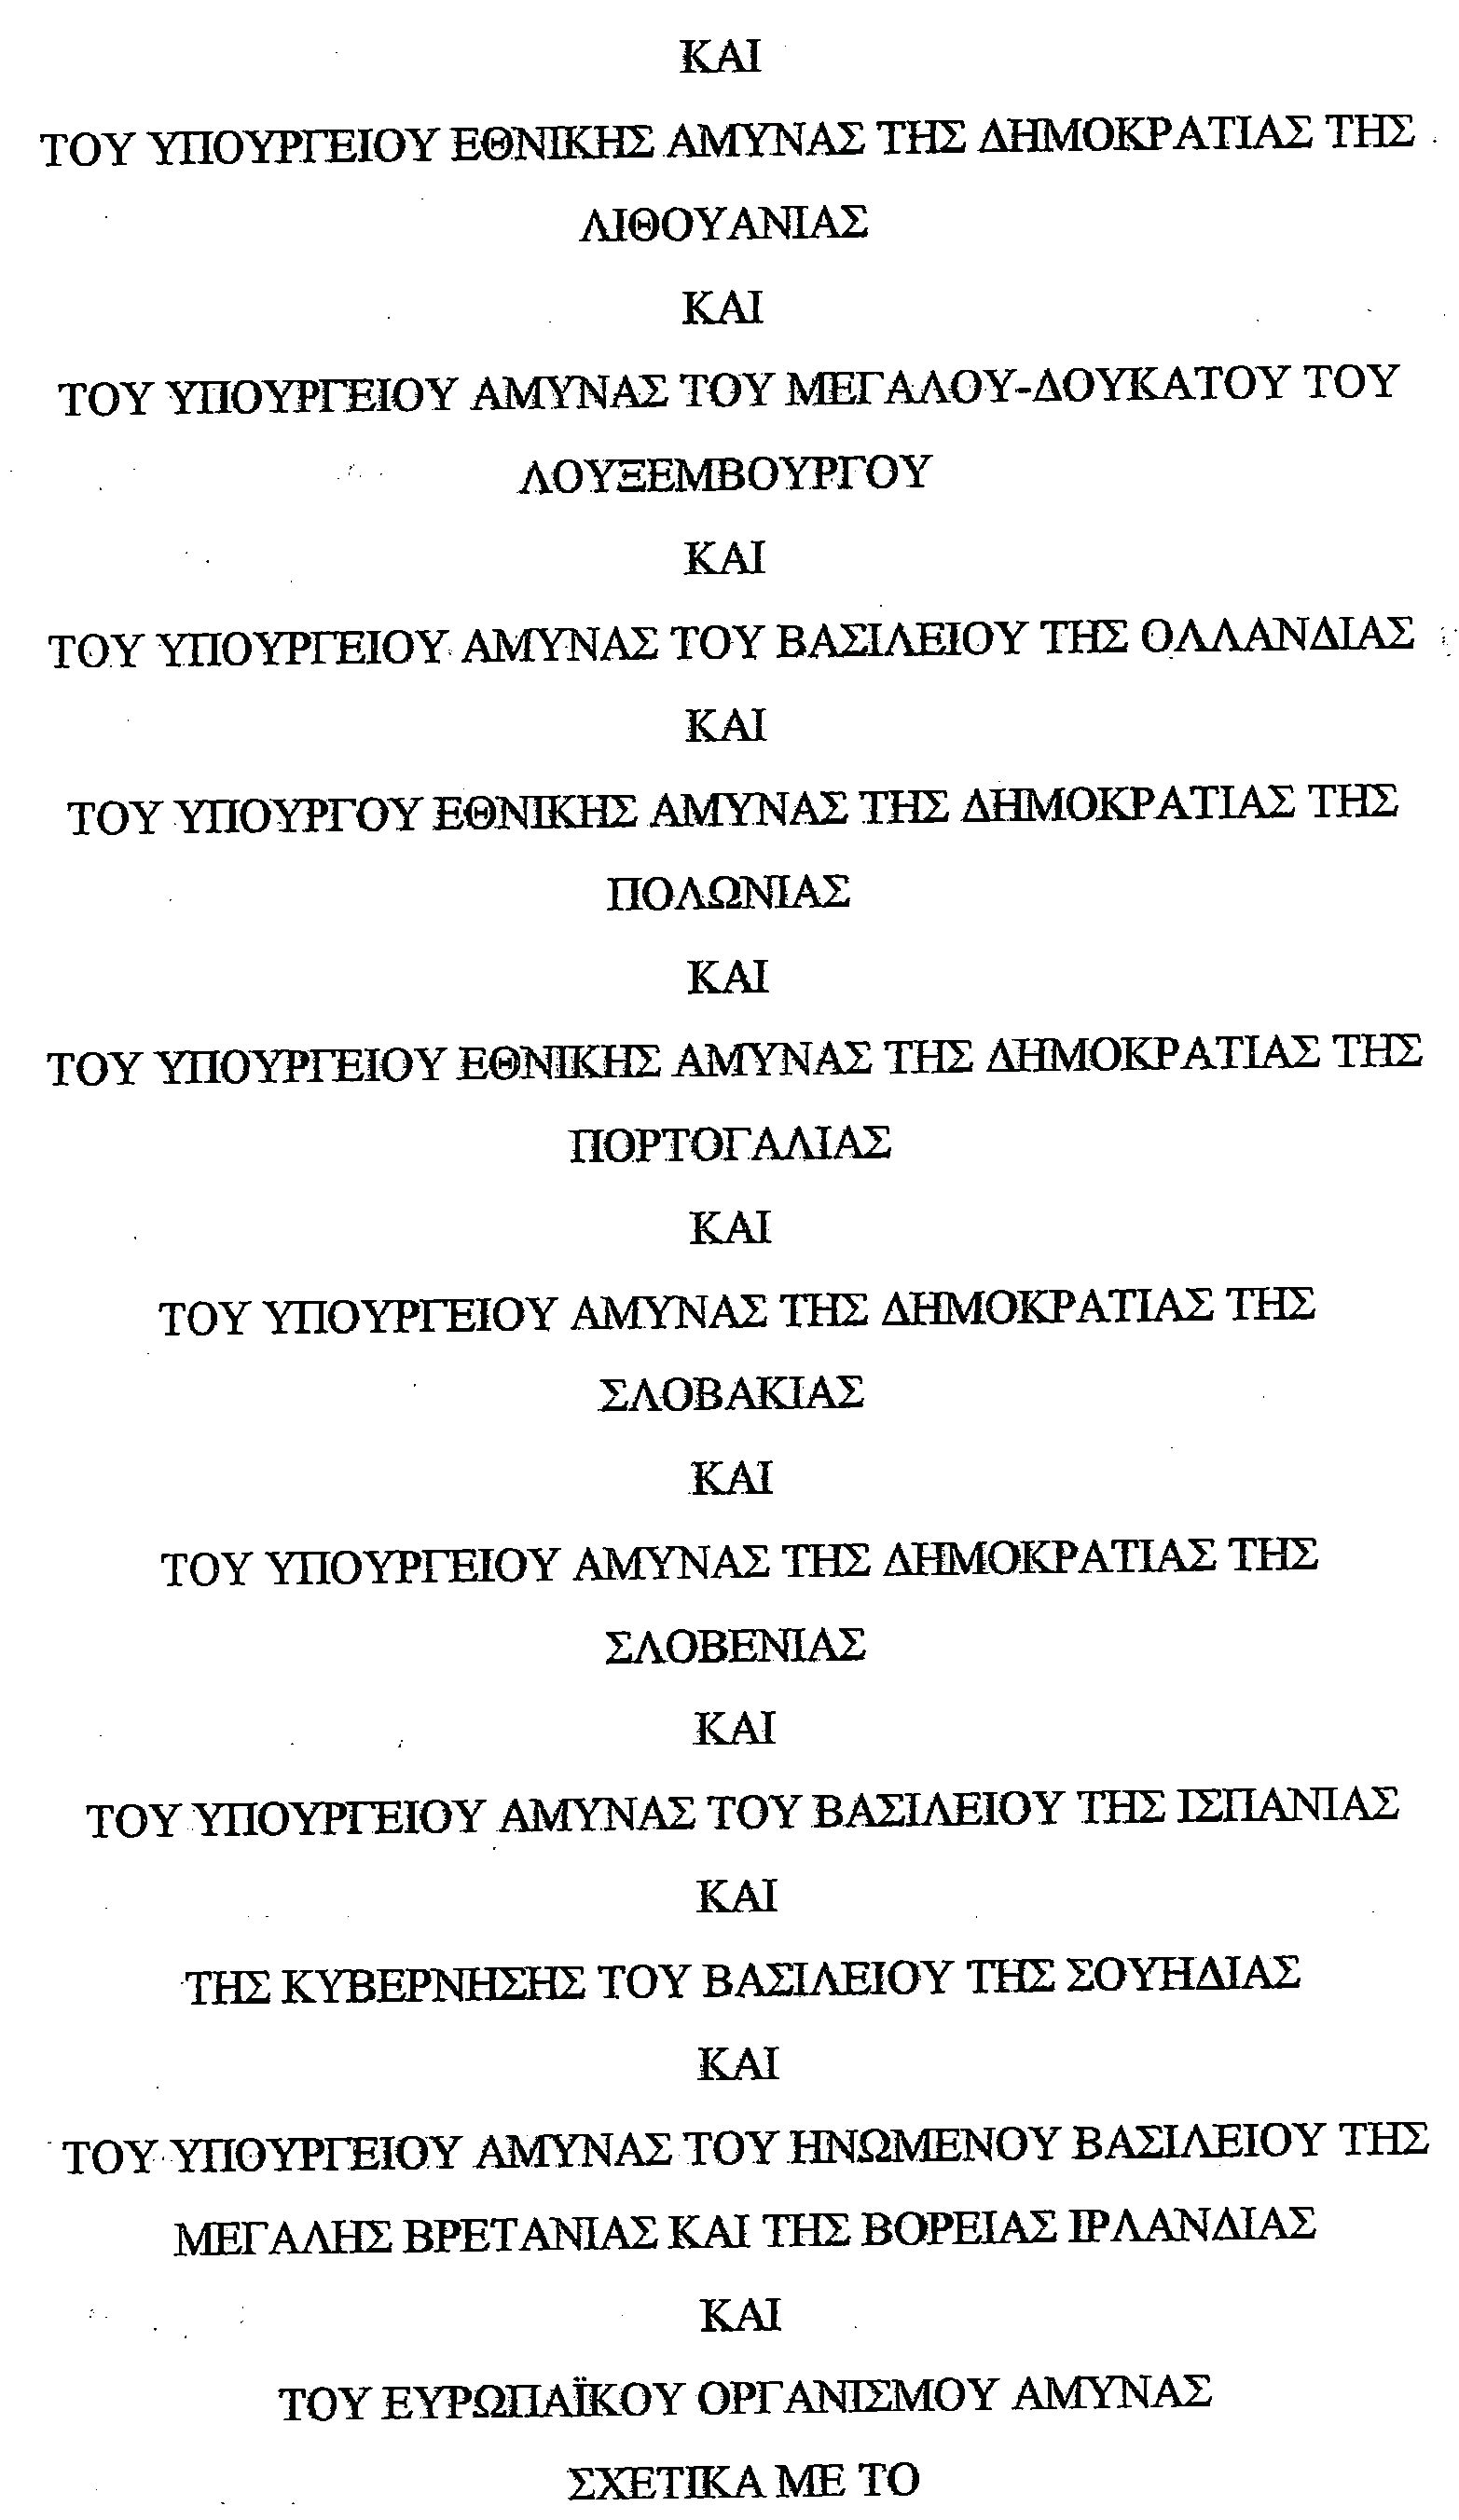 ΚΑΙ
ΤΟΥ ΥΠΟΥΡΓΕΙΟΥ ΕΘΝΙΚΗΣ ΑΜΥΝΑΣ ΤΗΣ ΔΗΜΟΚΡΑΤΙΑΣ ΤΗΣ
ΛΙΘΟΥΑΝΙΑΣ
ΚΑΙ
ΤΟΥ ΥΠΟΥΡΓΕΙΟΥ ΑΜΥΝΑΣ ΤΟΥ ΜΕΓΑΛΟΥ-ΔΟΥΚΑΤΟΥ ΤΟΥ
ΛΟΥΞΕΜΒΟΥΡΓΟΥ
ΚΑΙ
ΤΟΥ ΥΠΟΥΡΓΕΙΟΥ ΑΜΥΝΑΣ ΤΟΥ ΒΑΣΙΛΕΙΟΥ ΤΗΣ ΟΛΛΑΝΔΙΑΣ
ΚΑΙ
ΤΟΥ ΥΠΟΥΡΓΟΥ ΕΘΝΙΚΗΣ ΑΜΥΝΑΣ ΤΗΣ ΔΗΜΟΚΡΑΤΙΑΣ ΤΗΣ
ΠΟΛΩΝΙΑΣ
ΚΑΙ
ΤΟΥ ΥΠΟΥΡΓΕΙΟΥ ΕΘΝΙΚΗΣ ΑΜΥΝΑΣ ΤΗΣ ΔΗΜΟΚΡΑΤΙΑΣ ΤΗΣ
ΠΟΡΤΟΓΑΛΙΑΣ
ΚΑΙ
ΤΟΥ ΥΠΟΥΡΓΕΙΟΥ ΑΜΥΝΑΣ ΤΗΣ ΔΗΜΟΚΡΑΤΙΑΣ ΤΗΣ
ΣΛΟΒΑΚΙΑΣ
ΚΑΙ
ΤΟΥ ΥΠΟΥΡΓΕΙΟΥ ΑΜΥΝΑΣ ΤΗΣ ΔΗΜΟΚΡΑΤΙΑΣ ΤΗΣ
ΣΛΟΒΕΝΙΑΣ
ΚΑΙ
ΤΟΥ ΥΠΟΥΡΓΕΙΟΥ ΑΜΥΝΑΣ ΤΟΥ ΒΑΣΙΛΕΙΟΥ ΤΗΣ ΙΣΠΑΝΙΑΣ
ΚΑΙ
ΤΗΣ ΚΥΒΕΡΝΗΣΗΣ ΤΟΥ ΒΑΣΙΛΕΙΟΥ ΤΗΣ ΣΟΥΗΔΙΑΣ
ΚΑΙ
ΤΟΥ ΥΠΟΥΡΓΕΙΟΥ ΑΜΥΝΑΣ ΤΟΥ ΗΝΩΜΕΝΟΥ ΒΑΣΙΛΕΙΟΥ ΤΗΣ
ΜΕΓΑΛΗΣ ΒΡΕΤΑΝΙΑΣ ΚΑΙ ΤΗΣ ΒΟΡΕΙΑΣ ΙΡΛΑΝΔΙΑΣ
ΚΑΙ
ΤΟΥ ΕΥΡΩΠΑΪΚΟΥ ΟΡΓΑΝΙΣΜΟΥ ΑΜΥΝΑΣ
ΣΧΕΤΙΚΑ ΜΕ ΤΟ